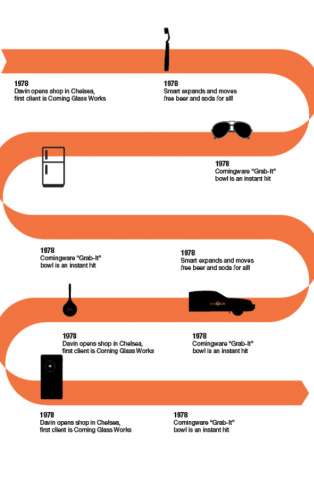 1978
Davin opens shop in Chelsea,
first client is Corning Glass Works
1978
Smart expands and moves
free beer and soda for all!
1978
Corningware "Grab-It"
bowl is an instant hit
1978
Corningware "Grab-It"
bowl is an instant hit
1978
Smart expands and moves
free beer and soda for all!
1978
Davin opens shop in Chelsea,
first client is Corning Glass Works
1978
Corningware "Grab-It"
bowl is an instant hit
1978
Davin opens shop in Chelsea,
first client is Corning Glass Works
1978
Corningware "Grab-It"
bowl is an instant hit